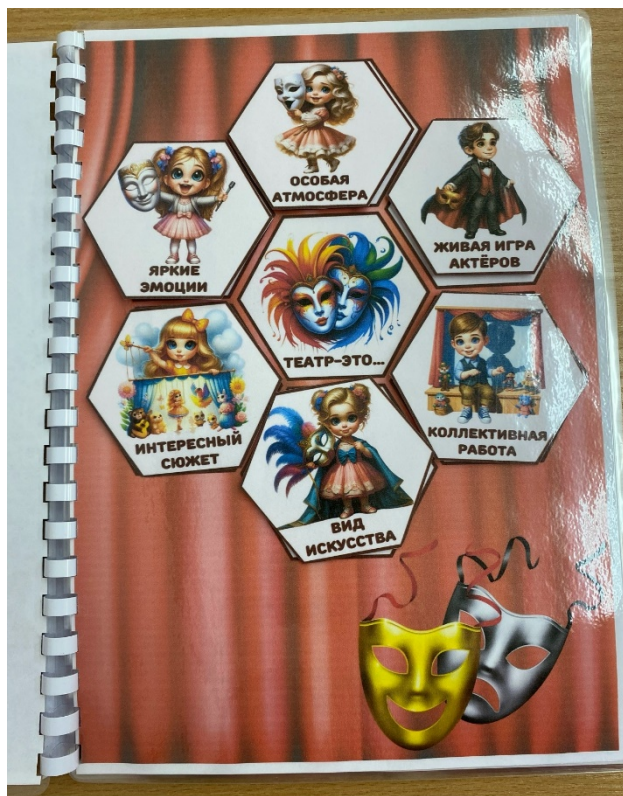 ОСОБАЯ
АТМОСФЕРА
ЯРКИЕ
ЭМОЦИИ
ЖИВАЯ ИГРА
АКТЁРОВ
ТЕАТР-ЭТО...
ИНТЕРЕСНЫЙ
СЮЖЕТ
КОЛЛЕКТИВНАЯ
РАБОТА
ВИД
ИСКУССТВА